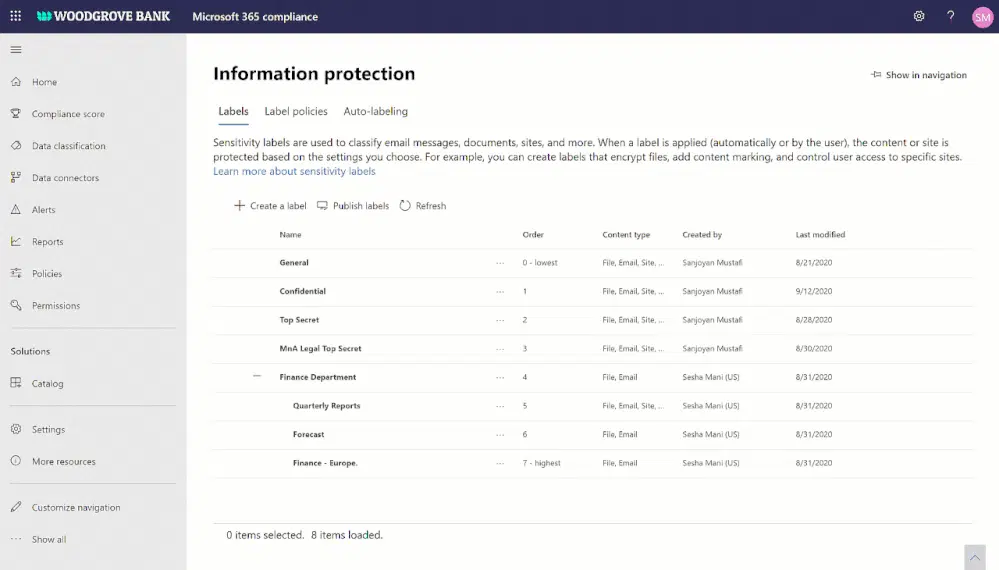 WOODGROVE BANK Microsoft 365 compliance ? SM
Home
Compliance score
Data classification
Data connectors
Alerts
Reports
Policies
Permissions
Solutions
Catalog
Settings
More resources
Customize navigation
Show all
Information protection
Show in navigation
Labels Label policies Auto-labeling
Sensitivity labels are used to classify email messages, documents, sites, and more. When a label is applied (automatically or by the user), the content or site is
protected based on the settings you choose. For example, you can create labels that encrypt files, add content marking, and control user access to specific sites.
Learn more about sensitivity labels
Create a label Publish labels Refresh
Name Order Content type Created by Last modified
General ... 0 - lowest File, Email, Site, ... Sanjoyan Mustafi 8/21/2020
Confidential ... 1 File, Email, Site, ... Sanjoyan Mustafi 9/12/2020
Top Secret ... 2 File, Email, Site, ... Sanjoyan Mustafi 8/28/2020
MnA Legal Top Secret ... 3 File, Email, Site, ... Sanjoyan Mustafi 8/30/2020
Finance Department ... 4 File, Email Sesha Mani (US) 8/31/2020
Quarterly Reports ... 5 File, Email, Site, ... Sesha Mani (US) 8/31/2020
Forecast ... 6 File, Email Sesha Mani (US) 8/31/2020
Finance - Europe. ... 7 - highest File, Email Sesha Mani (US) 8/31/2020
0 items selected. 8 items loaded.